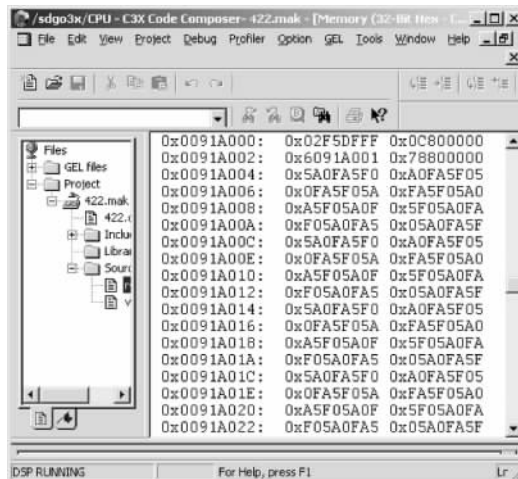 /sdgo3x/CPU - C3X Code Composer- 422.mak - [Memory (32-Bit Hex - C...
File Edit View Project Debug Profiler Option GEL Tools Window Help
Files
GEL files
Project
422.mak
422.c
Inclu
Librar
Sourc
0x0091A000: 0x02F5DFFF 0x0C800000
0x0091A002: 0x6091A001 0x78800000
0x0091A004: 0x5A0FA5F0 0xA0FA5F05
0x0091A006: 0x0FA5F05A 0xFA5F05A0
0x0091A008: 0xA5F05A0F 0x5F05A0FA
0x0091A00A: 0xF05A0FA5 0x05A0FA5F
0x0091A00C: 0x5A0FA5F0 0xA0FA5F05
0x0091A00E: 0x0FA5F05A 0xFA5F05A0
0x0091A010: 0xA5F05A0F 0x5F05A0FA
0x0091A012: 0xF05A0FA5 0x05A0FA5F
0x0091A014: 0x5A0FA5F0 0xA0FA5F05
0x0091A016: 0x0FA5F05A 0xFA5F05A0
0x0091A018: 0xA5F05A0F 0x5F05A0FA
0x0091A01A: 0xF05A0FA5 0x05A0FA5F
0x0091A01C: 0x5A0FA5F0 0xA0FA5F05
0x0091A01E: 0x0FA5F05A 0xFA5F05A0
0x0091A020: 0xA5F05A0F 0x5F05A0FA
0x0091A022: 0xF05A0FA5 0x05A0FA5F
DSP RUNNING For Help, press F1 Lr